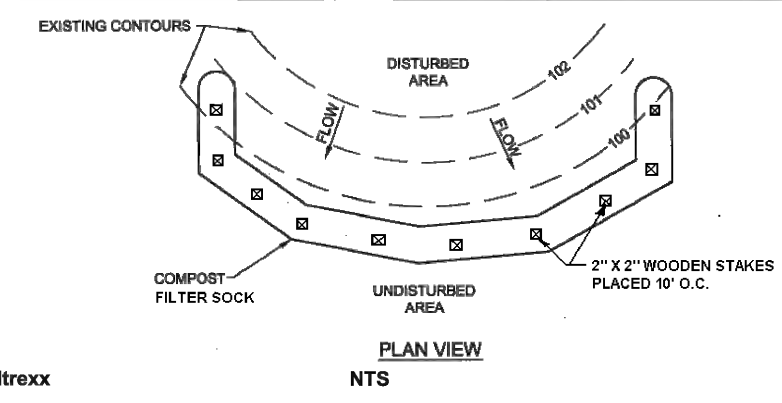 EXISTING CONTOURS
DISTURBED
AREA
102
101
100
FLOW
FLOW
2" X 2" WOODEN STAKES
PLACED 10' O.C.
COMPOST
FILTER SOCK
UNDISTURBED
AREA
PLAN VIEW
ltrexx
NTS